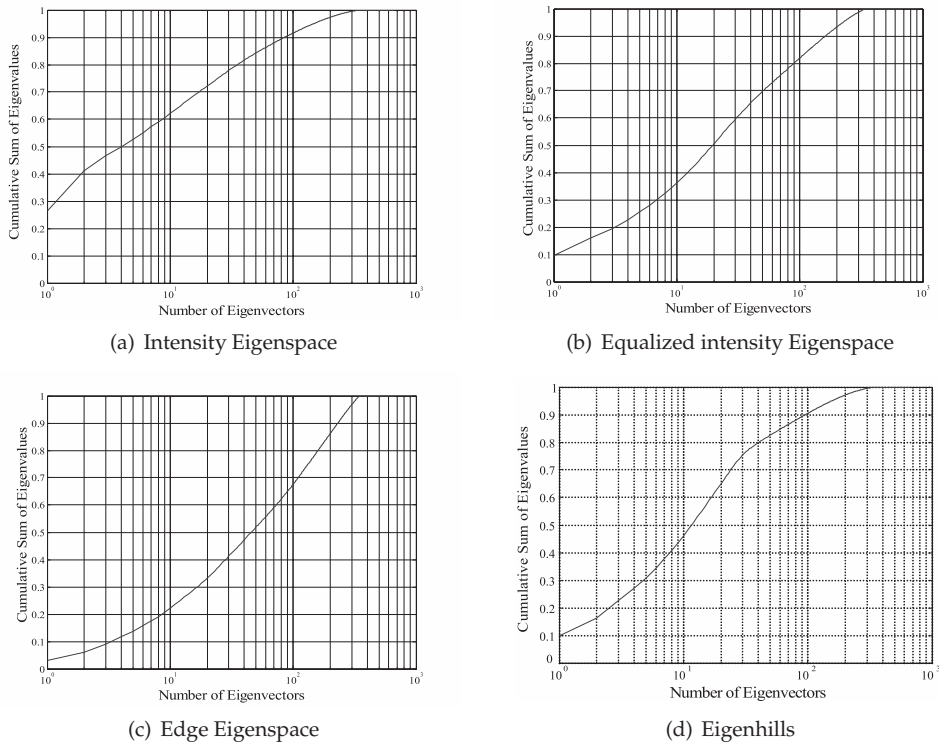 1
0.9
0.8
0.7
0.6
0.5
0.4
0.3
0.2
0.1
0
Cumulative Sum of Eigenvalues
10^0 10^1 10^2 10^3
Number of Eigenvectors
(a) Intensity Eigenspace
1
0.9
0.8
0.7
0.6
0.5
0.4
0.3
0.2
0.1
0
Cumulative Sum of Eigenvalues
10^0 10^1 10^2 10^3
Number of Eigenvectors
(b) Equalized intensity Eigenspace
1
0.9
0.8
0.7
0.6
0.5
0.4
0.3
0.2
0.1
0
Cumulative Sum of Eigenvalues
10^0 10^1 10^2 10^3
Number of Eigenvectors
(c) Edge Eigenspace
1
0.9
0.8
0.7
0.6
0.5
0.4
0.3
0.2
0.1
0
Cumulative Sum of Eigenvalues
10^0 10^1 10^2 10^3
Number of Eigenvectors
(d) Eigenhills